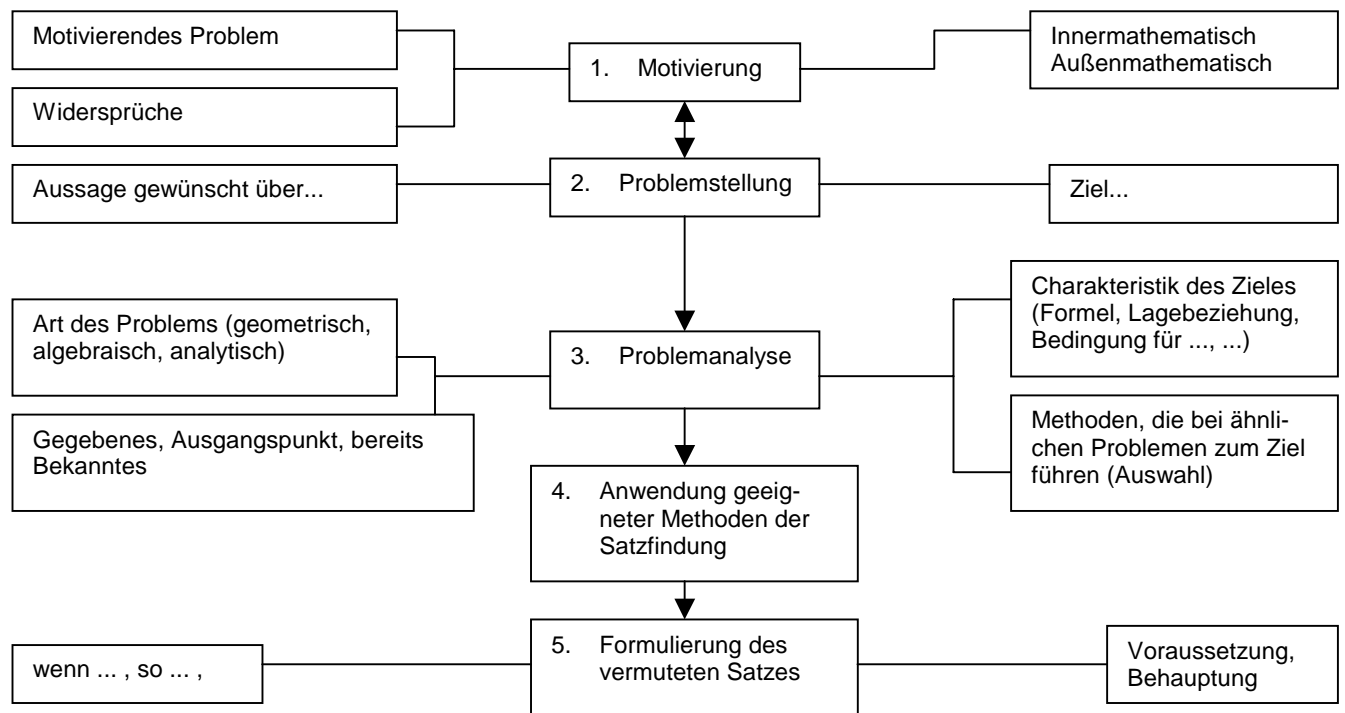 Motivierendes Problem
Widersprüche
1. Motivierung
Innermathematisch
Außenmathematisch
Aussage gewünscht über...
2. Problemstellung
Ziel...
Art des Problems (geometrisch,
algebraisch, analytisch)
Gegebenes, Ausgangspunkt, bereits
Bekanntes
3. Problemanalyse
Charakteristik des Zieles
(Formel, Lagebeziehung,
Bedingung für ..., ...)
Methoden, die bei ähnli-
chen Problemen zum Ziel
führen (Auswahl)
4. Anwendung geeig-
neter Methoden der
Satzfindung
wenn ... , so ... ,
5. Formulierung des
vermuteten Satzes
Voraussetzung,
Behauptung